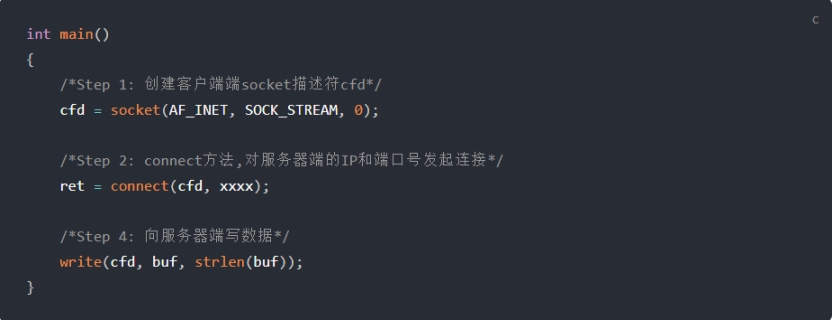 C
int main()
{
/*Step 1: 创建客户端端socket描述符cfd*/
cfd = socket(AF_INET, SOCK_STREAM, 0);
/*Step 2: connect方法,对服务器端的IP和端口号发起连接*/
ret = connect(cfd, xxxx);
/*Step 4: 向服务器端写数据*/
write(cfd, buf, strlen(buf));
}